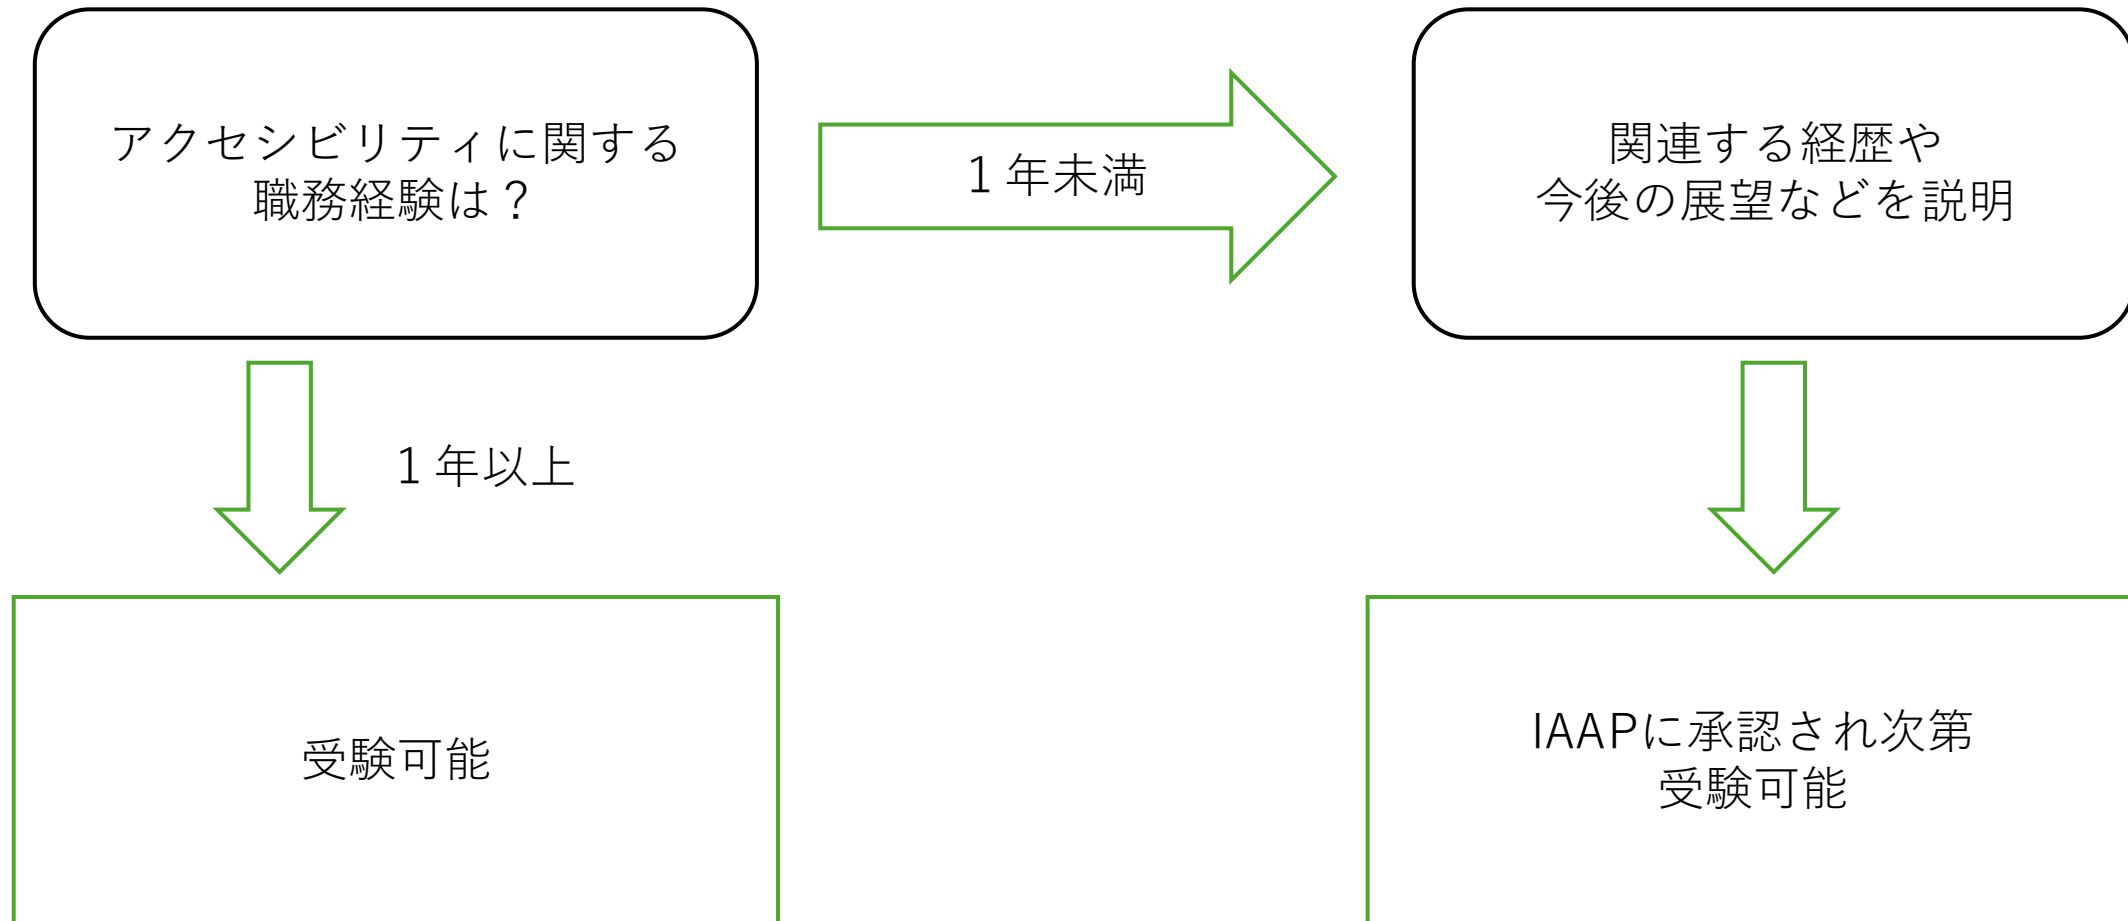 アクセシビリティに関する
職務経験は？
１年未満
関連する経歴や
今後の展望などを説明
１年以上
受験可能
IAAPに承認され次第
受験可能